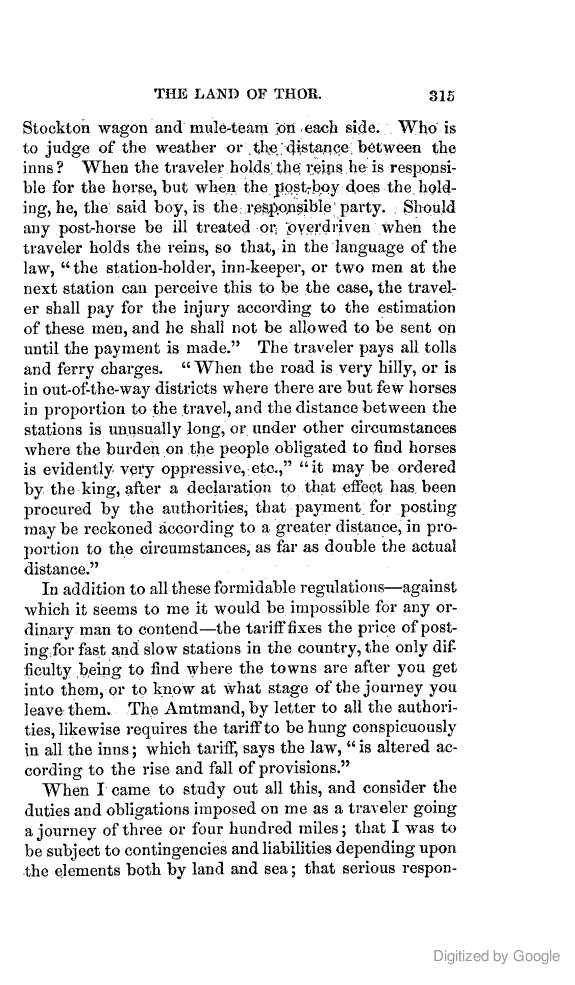 THE LAND OF THOR. 315
Stockton wagon and mule-team on each side. Who is
to judge of the weather or the distance between the
inns? When the traveler holds the reins he is responsi-
ble for the horse, but when the post-boy does the hold-
ing, he, the said boy, is the responsible party. Should
any post-horse be ill treated or overdriven when the
traveler holds the reins, so that, in the language of the
law, “the station-holder, inn-keeper, or two men at the
next station can perceive this to be the case, the travel-
er shall pay for the injury according to the estimation
of these men, and he shall not be allowed to be sent on
until the payment is made.” The traveler pays all tolls
and ferry charges. “When the road is very hilly, or is
in out-of-the-way districts where there are but few horses
in proportion to the travel, and the distance between the
stations is unusually long, or under other circumstances
where the burden on the people obligated to find horses
is evidently very oppressive, etc.,” “it may be ordered
by the king, after a declaration to that effect has been
procured by the authorities, that payment for posting
may be reckoned according to a greater distance, in pro-
portion to the circumstances, as far as double the actual
distance.”
In addition to all these formidable regulations—against
which it seems to me it would be impossible for any or-
dinary man to contend—the tariff fixes the price of post-
ing for fast and slow stations in the country, the only dif-
ficulty being to find where the towns are after you get
into them, or to know at what stage of the journey you
leave them. The Amtmand, by letter to all the authori-
ties, likewise requires the tariff to be hung conspicuously
in all the inns; which tariff, says the law, “is altered ac-
cording to the rise and fall of provisions.”
When I came to study out all this, and consider the
duties and obligations imposed on me as a traveler going
a journey of three or four hundred miles; that I was to
be subject to contingencies and liabilities depending upon
the elements both by land and sea; that serious respon-
Digitized by Google